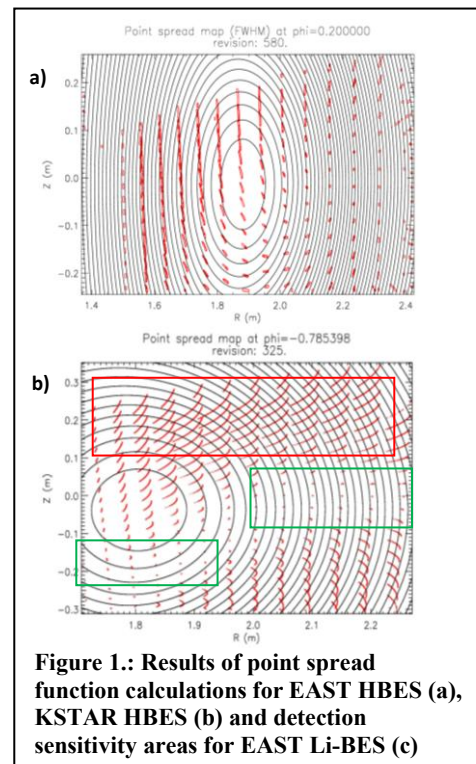 Point spread map (FWHM) at phi=0.200000
revision: 580.
a)
0.2
0.1
0.0
-0.1
-0.2
Z (m)
1.4 1.6 1.8 2.0 2.2 2.4
R (m)
Point spread map at phi=-0.785398
revision: 325.
b)
0.3
0.2
0.1
0.0
-0.1
-0.2
-0.3
Z (m)
1.8 1.9 2.0 2.1 2.2
R (m)
Figure 1.: Results of point spread
function calculations for EAST HBES (a),
KSTAR HBES (b) and detection
sensitivity areas for EAST Li-BES (c)